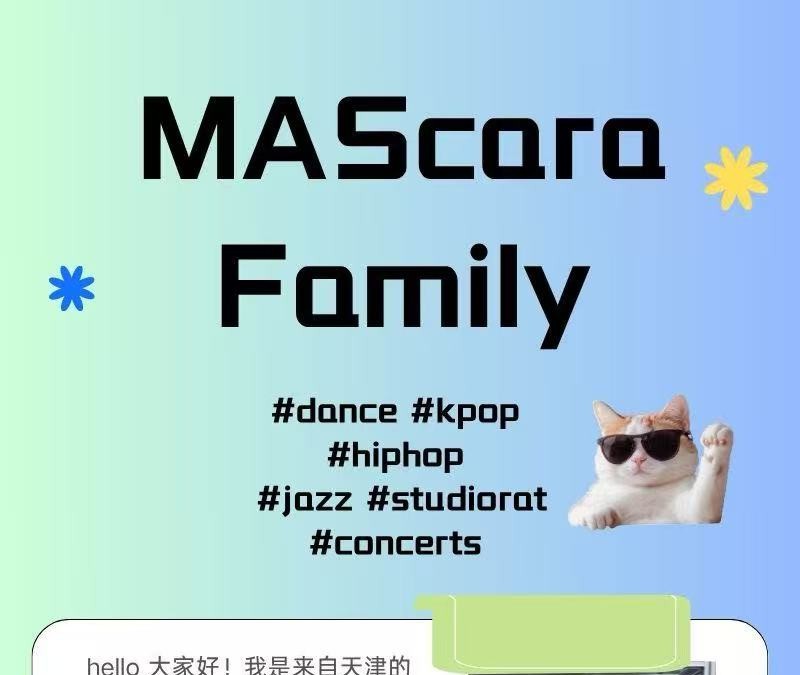 MAScara
Family
#dance #kpop
#hiphop
#jazz #studiorat
#concerts
hello 大家好！我是来自天津的